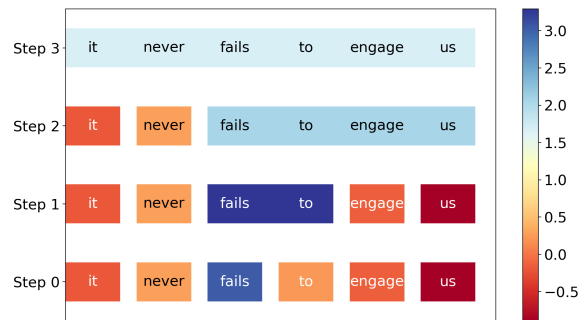 Step 3 it never fails to engage us
Step 2 it never fails to engage us
Step 1 it never fails to engage us
Step 0 it never fails to engage us
3.0
2.5
2.0
1.5
1.0
0.5
0.0
−0.5